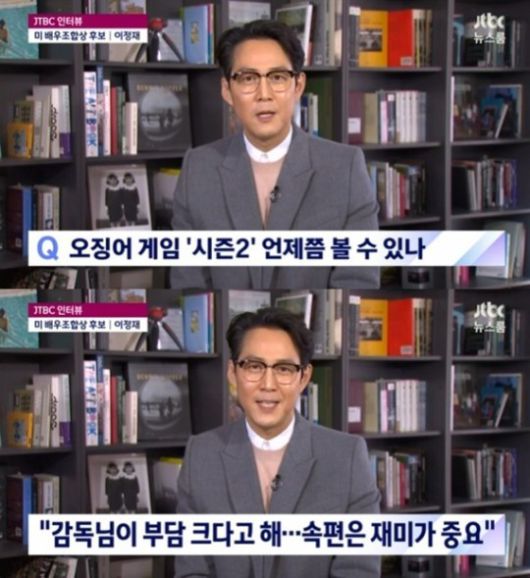 JTBC 인터뷰
미 배우조합상 후보 | 이정재
jtbc
뉴스룸
Q 오징어 게임 '시즌2' 언제쯤 볼 수 있나
JTBC 인터뷰
미 배우조합상 후보 | 이정재
jtbc
뉴스룸
"감독님이 부담 크다고 해…속편은 재미가 중요"